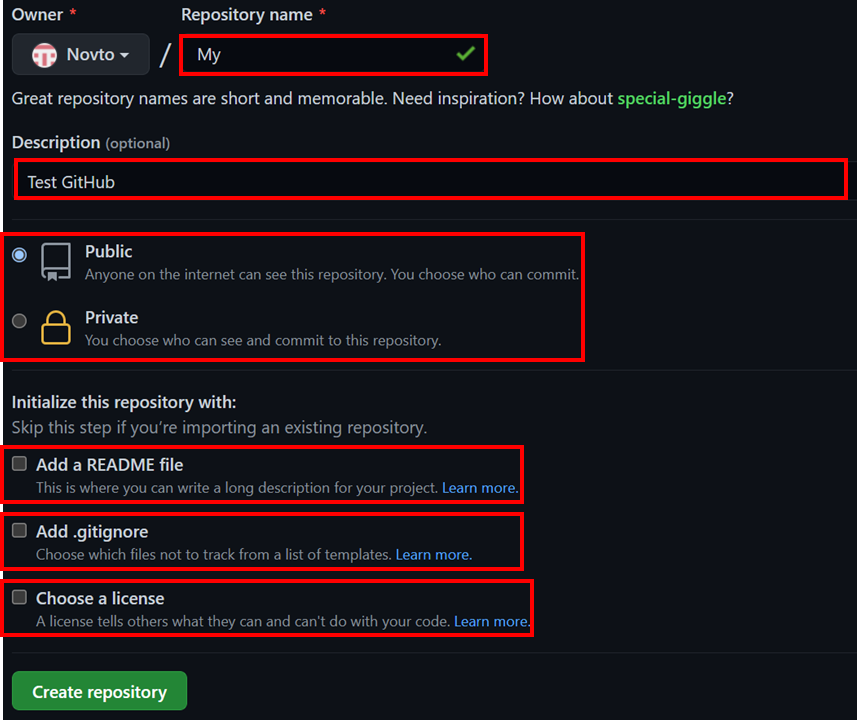 Owner * Repository name *
Novto / My
Great repository names are short and memorable. Need inspiration? How about special-giggle?
Description (optional)
Test GitHub
Public
Anyone on the internet can see this repository. You choose who can commit.
Private
You choose who can see and commit to this repository.
Initialize this repository with:
Skip this step if you're importing an existing repository.
Add a README file
This is where you can write a long description for your project. Learn more.
Add .gitignore
Choose which files not to track from a list of templates. Learn more.
Choose a license
A license tells others what they can and can't do with your code. Learn more.
Create repository